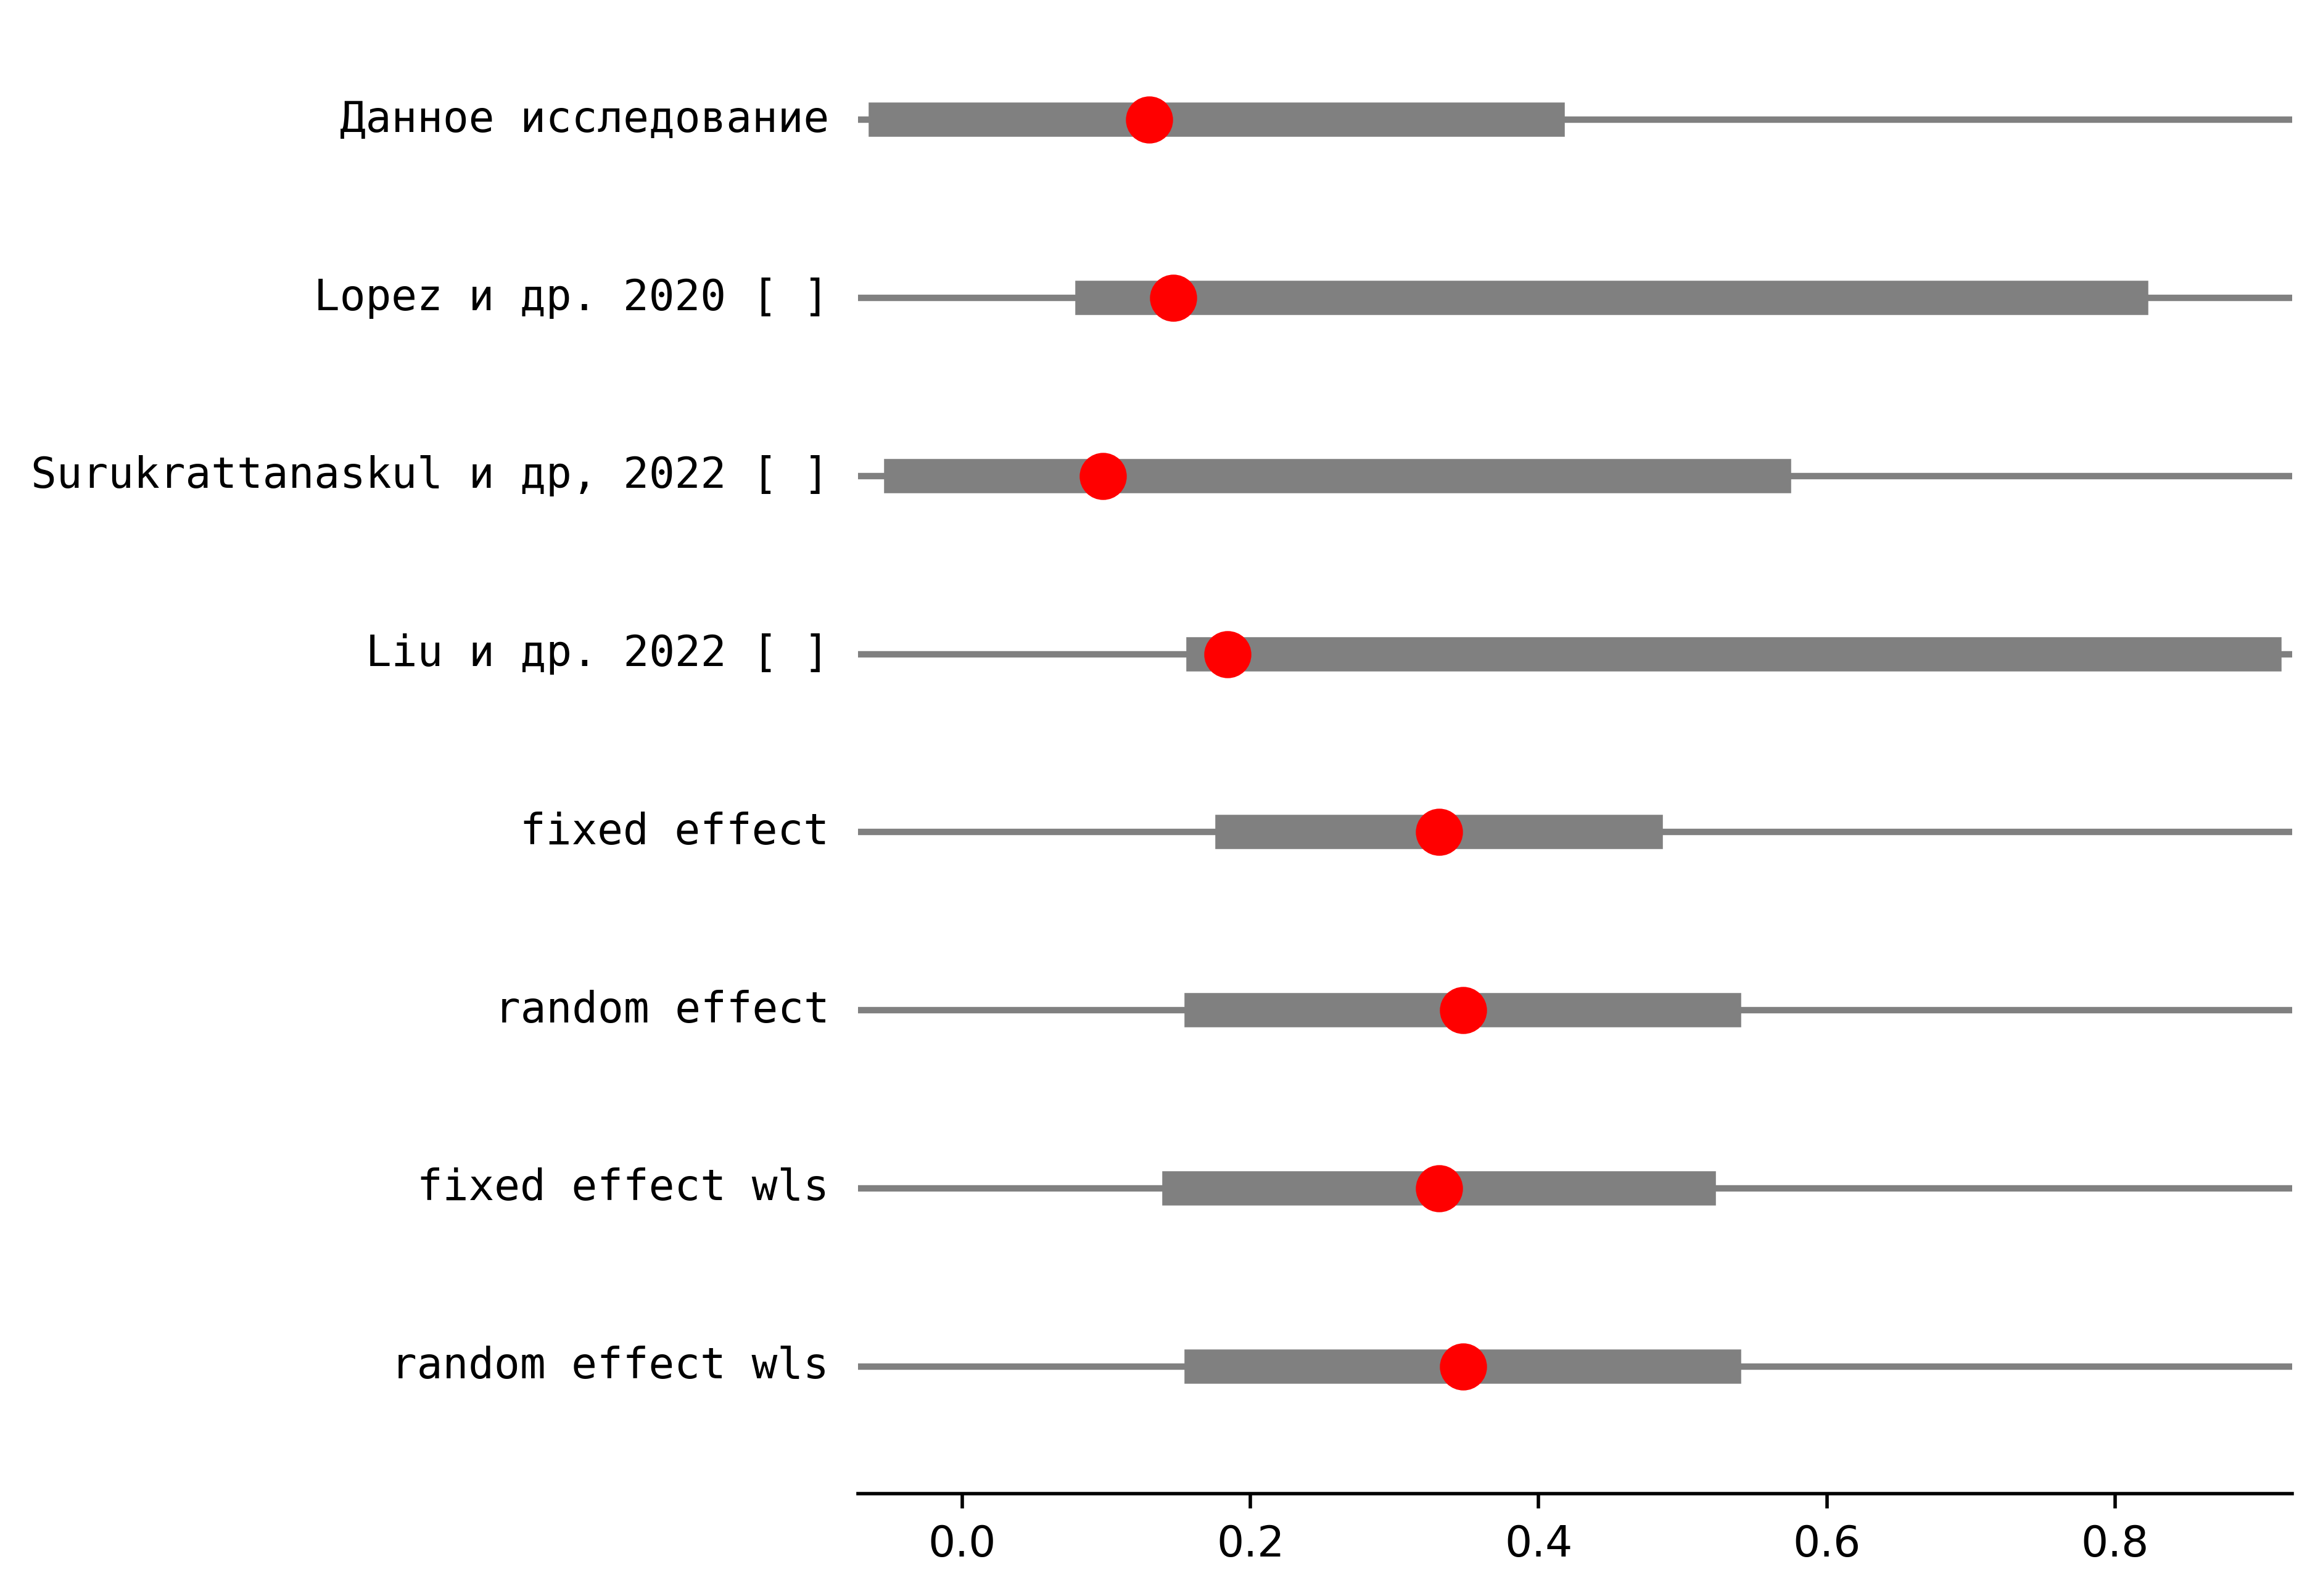 Данное исследование
Lopez и др. 2020 [ ]
Surukrattanaskul и др, 2022 [ ]
Liu и др. 2022 [ ]
fixed effect
random effect
fixed effect wls
random effect wls
0.0 0.2 0.4 0.6 0.8